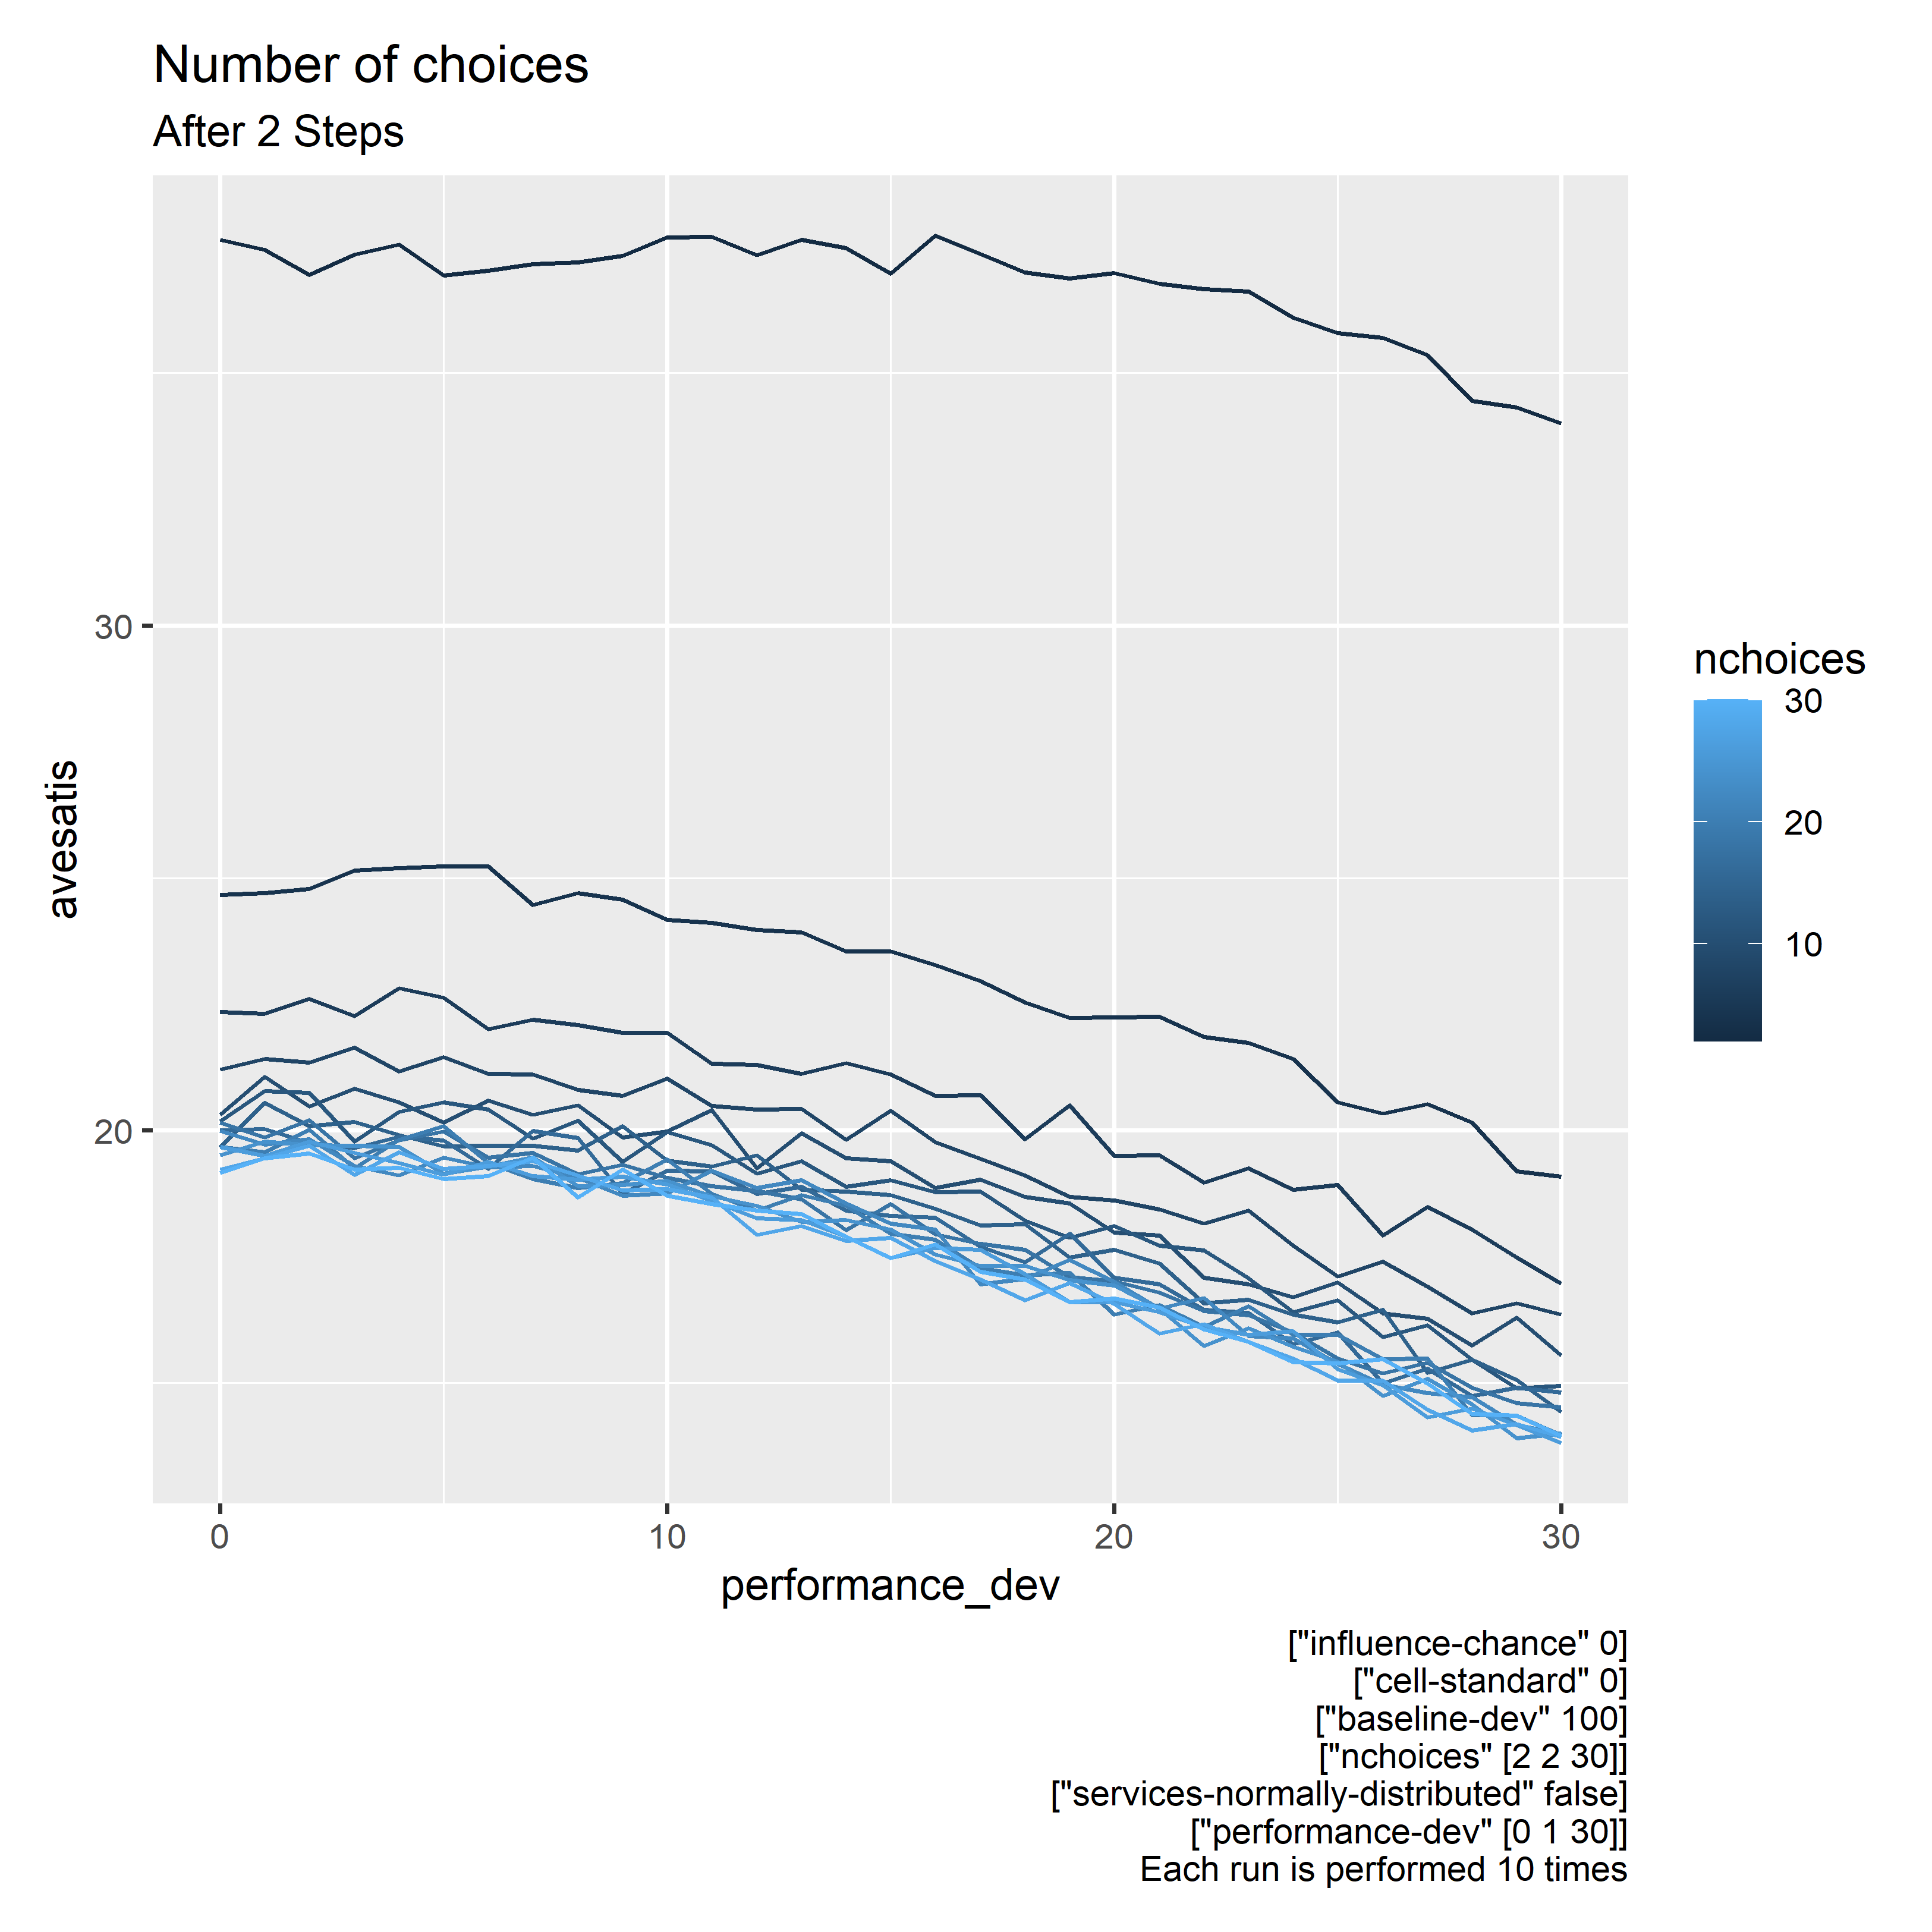 Number of choices
After 2 Steps
avesatis
30
20
0
10
20
30
performance_dev
nchoices
30
20
10
["influence-chance" 0]
["cell-standard" 0]
["baseline-dev" 100]
["nchoices" [2 2 30]]
["services-normally-distributed" false]
["performance-dev" [0 1 30]]
Each run is performed 10 times